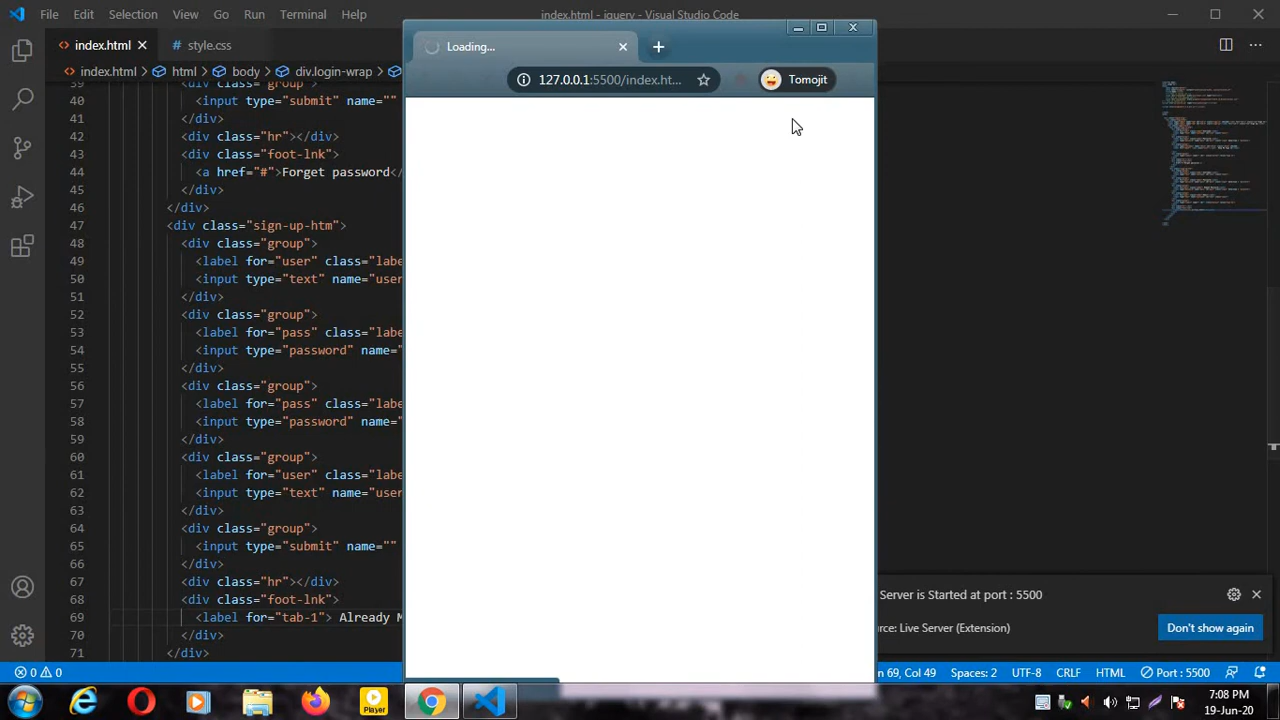 File Edit Selection View Go Run Terminal Help
index.html - jquery - Visual Studio Code
index.html
style.css
index.html > html > body > div.login-wrap
39 <div class="group">
40 <input type="submit" name=""
41 </div>
42 <div class="hr"></div>
43 <div class="foot-lnk">
44 <a href="#">Forget password</
45 </div>
46 </div>
47 <div class="sign-up-htm">
48 <div class="group">
49 <label for="user" class="labe
50 <input type="text" name="user
51 </div>
52 <div class="group">
53 <label for="pass" class="labe
54 <input type="password" name="
55 </div>
56 <div class="group">
57 <label for="pass" class="labe
58 <input type="password" name="
59 </div>
60 <div class="group">
61 <label for="user" class="labe
62 <input type="text" name="user
63 </div>
64 <div class="group">
65 <input type="submit" name=""
66 </div>
67 <div class="hr"></div>
68 <div class="foot-lnk">
69 <label for="tab-1"> Already M
70 </div>
71 </div>
Loading...
127.0.0.1:5500/index.ht...
Tomojit
Server is Started at port : 5500
rce: Live Server (Extension)
Don't show again
0 0
n 69, Col 49 Spaces: 2 UTF-8 CRLF HTML Port : 5500
Player
7:08 PM
19-Jun-20